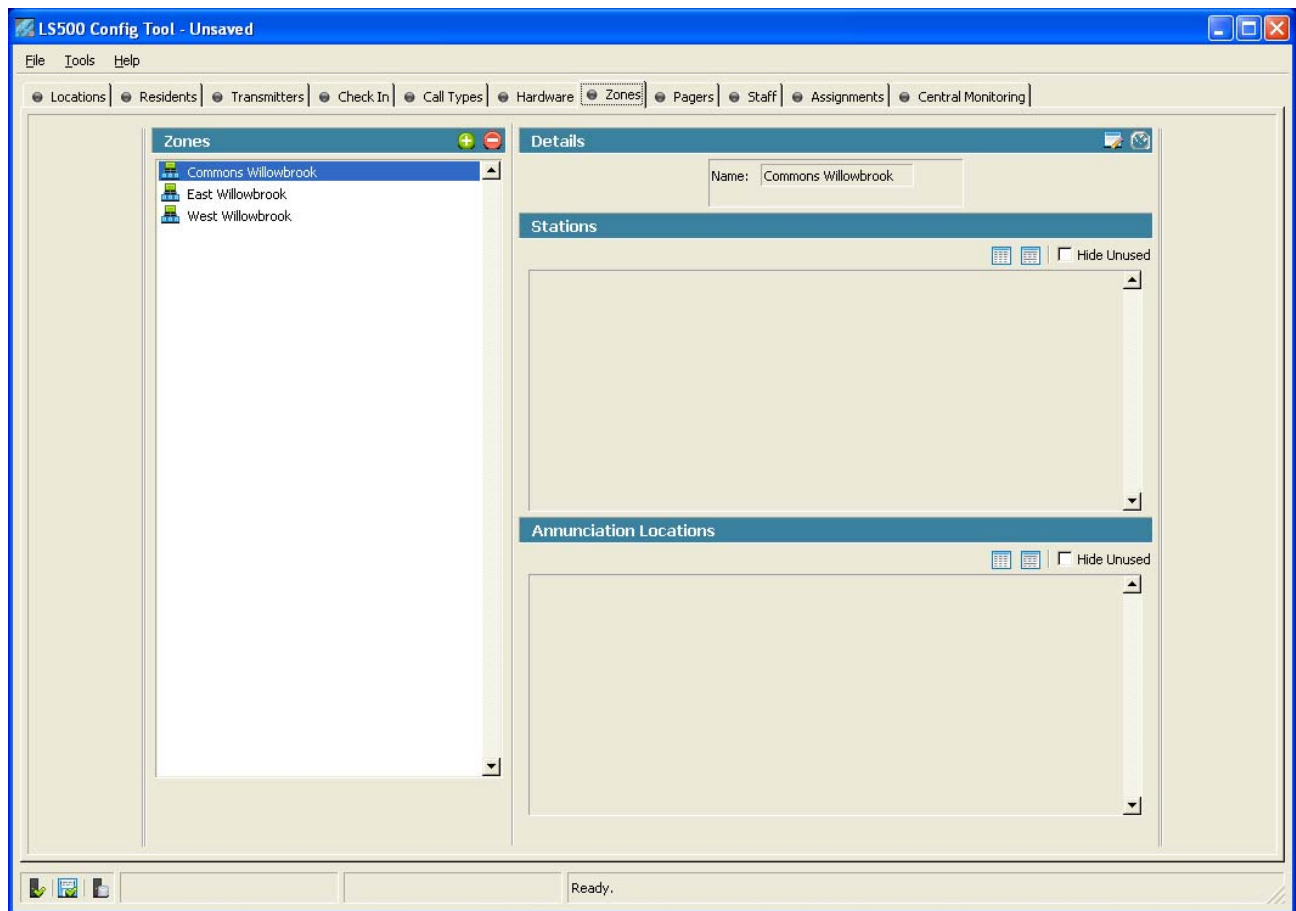 LS500 Config Tool - Unsaved
File Tools Help
Locations Residents Transmitters Check In Call Types Hardware Zones Pagers Staff Assignments Central Monitoring
Zones
Commons Willowbrook
East Willowbrook
West Willowbrook
Details
Name: Commons Willowbrook
Stations
Hide Unused
Annunciation Locations
Hide Unused
Ready.